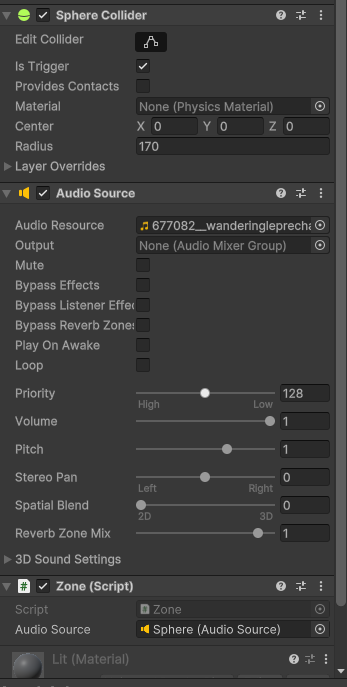 Sphere Collider
Edit Collider
Is Trigger
Provides Contacts
Material None (Physics Material)
Center X 0 Y 0 Z 0
Radius 170
Layer Overrides
Audio Source
Audio Resource 677082__wanderingleprecha
Output None (Audio Mixer Group)
Mute
Bypass Effects
Bypass Listener Effec
Bypass Reverb Zones
Play On Awake
Loop
Priority 128
High Low
Volume 1
Pitch 1
Stereo Pan 0
Left Right
Spatial Blend 0
2D 3D
Reverb Zone Mix 1
3D Sound Settings
# Zone (Script)
Script # Zone
Audio Source Sphere (Audio Source)
Lit (Material)